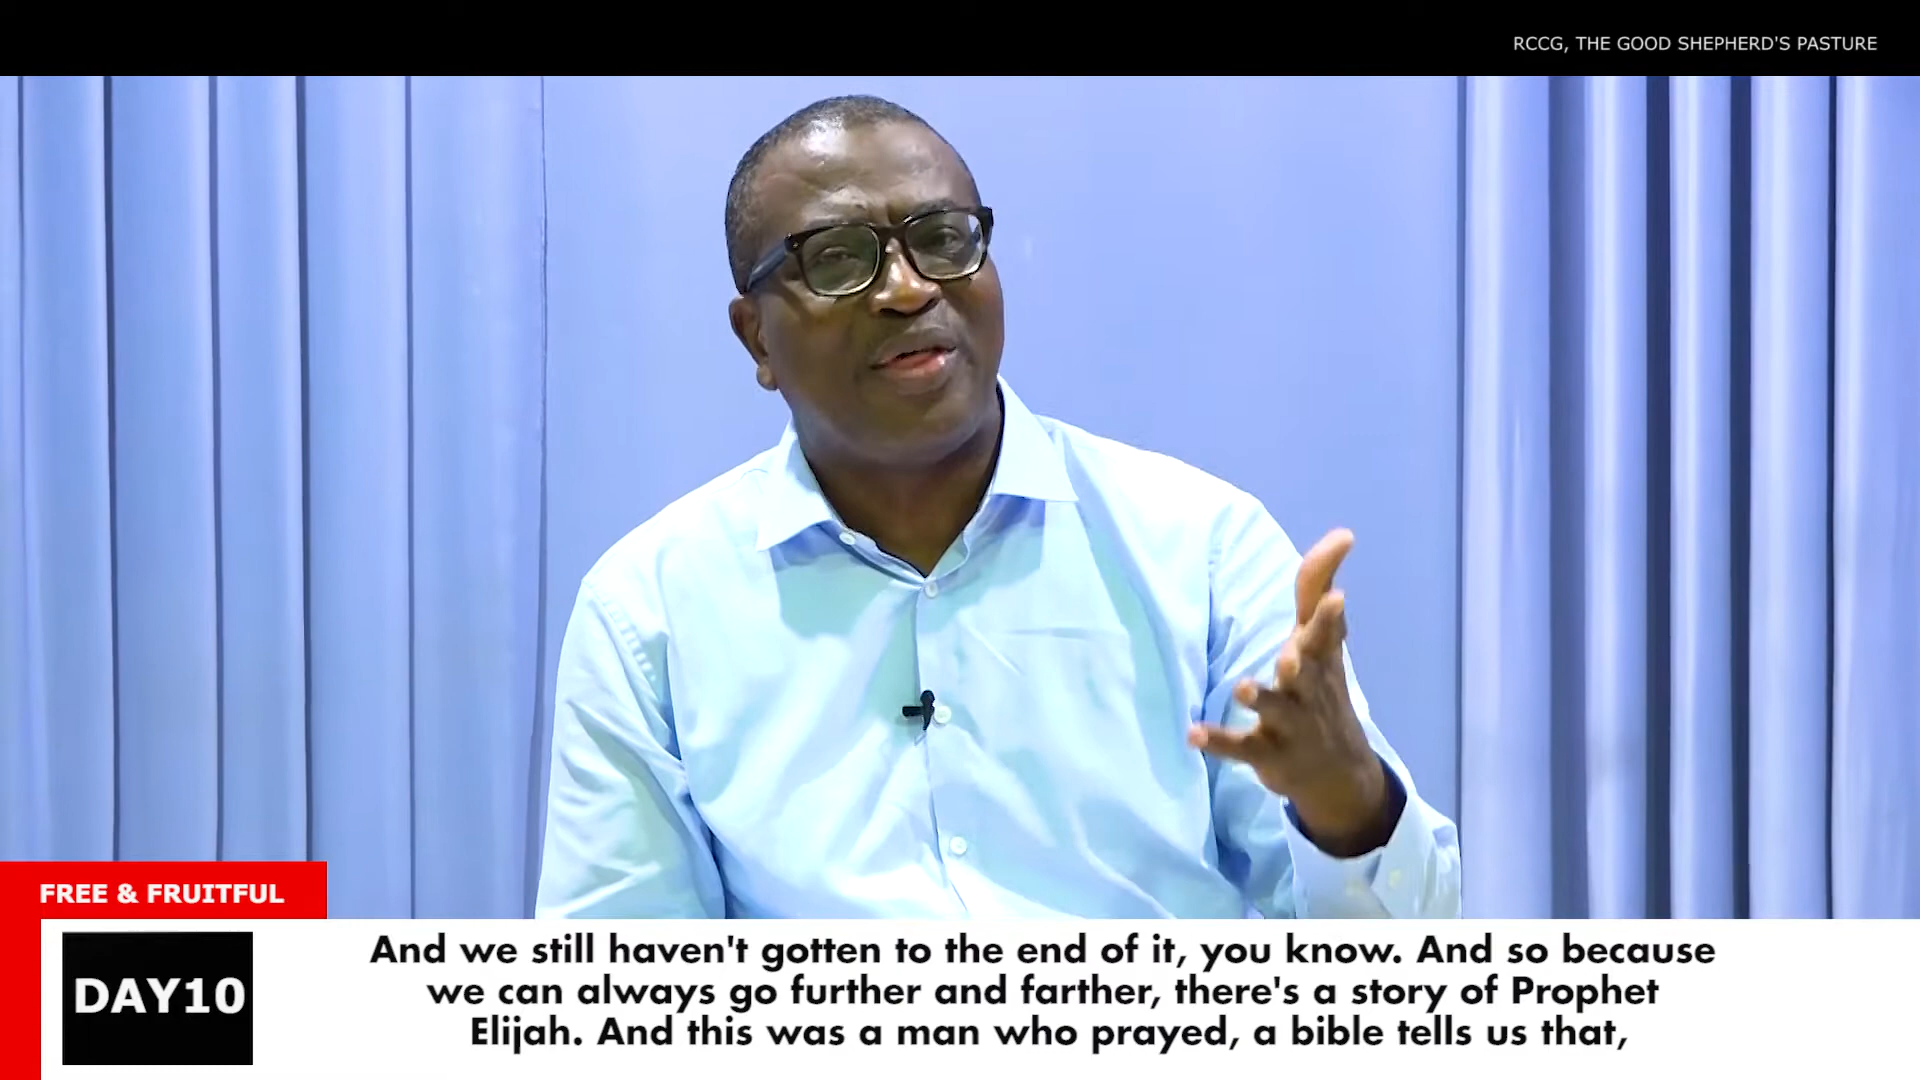 RCCG, THE GOOD SHEPHERD'S PASTURE
FREE & FRUITFUL
DAY10
And we still haven't gotten to the end of it, you know. And so because
we can always go further and farther, there's a story of Prophet
Elijah. And this was a man who prayed, a bible tells us that,